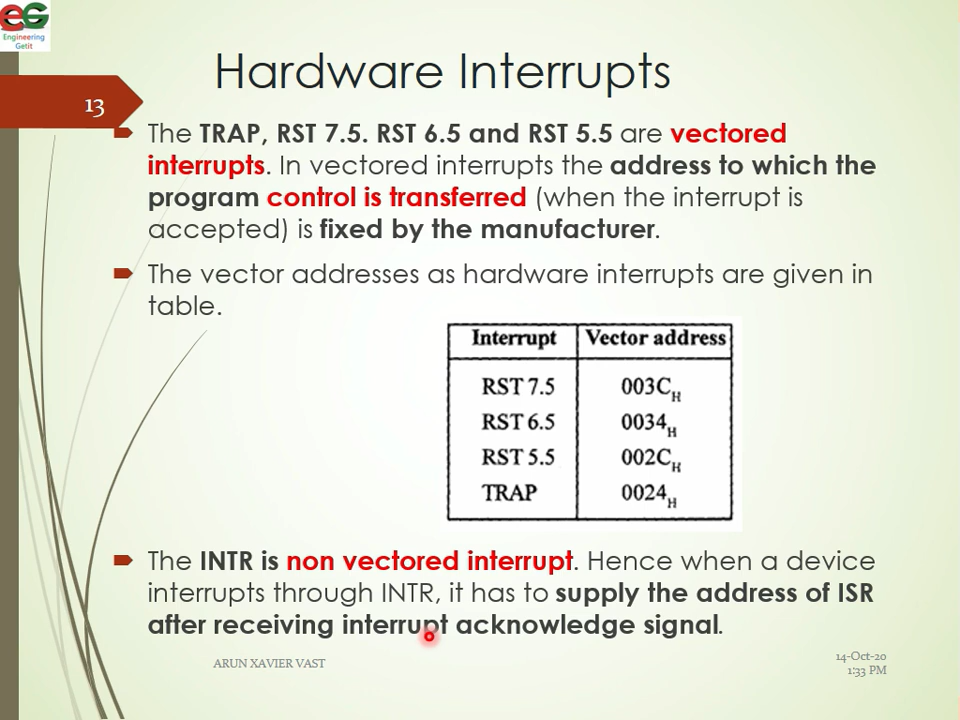 EG
Engineering
Getit
Hardware Interrupts
13
The TRAP, RST 7.5. RST 6.5 and RST 5.5 are vectored
interrupts. In vectored interrupts the address to which the
program control is transferred (when the interrupt is
accepted) is fixed by the manufacturer.
The vector addresses as hardware interrupts are given in
table.
Interrupt Vector address
RST 7.5 003CH
RST 6.5 0034H
RST 5.5 002CH
TRAP 0024H
The INTR is non vectored interrupt. Hence when a device
interrupts through INTR, it has to supply the address of ISR
after receiving interrupt acknowledge signal.
ARUN XAVIER VAST
14-Oct-20
1:33 PM